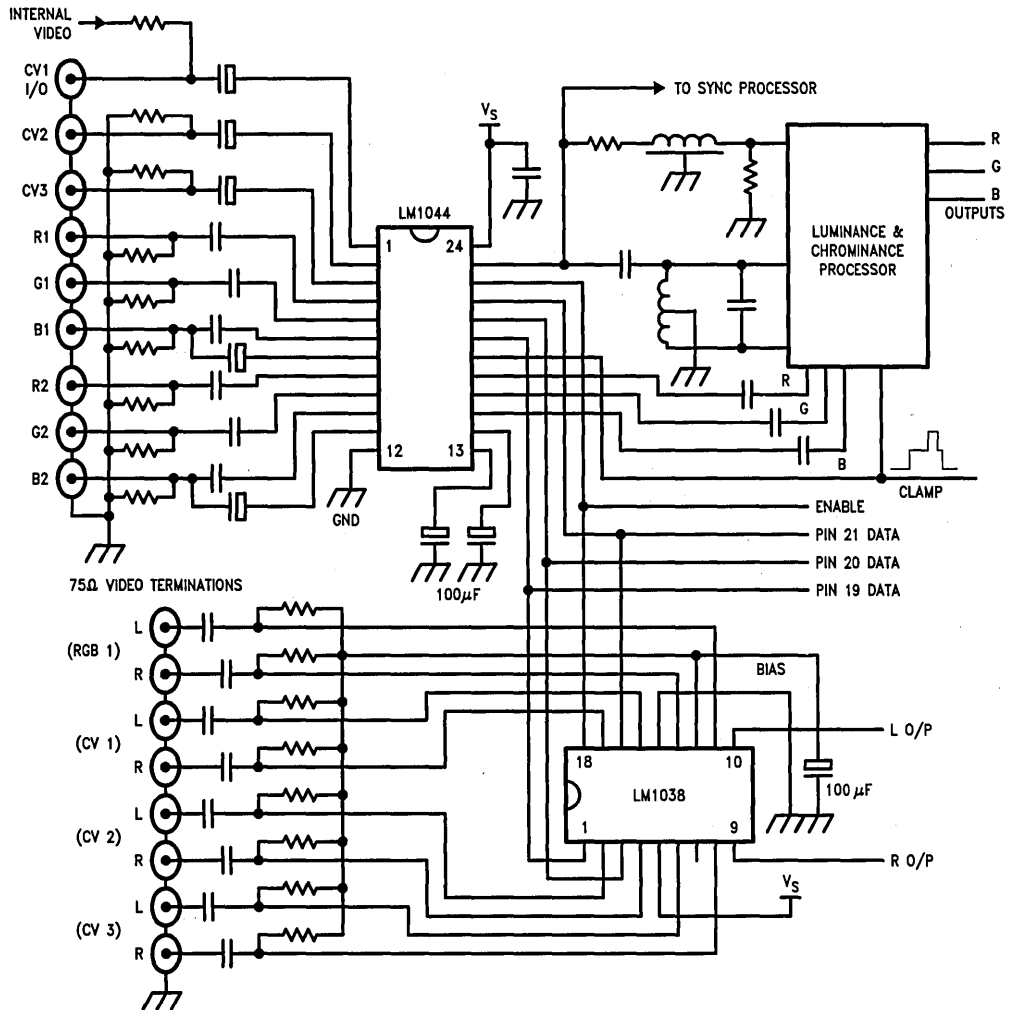 INTERNAL
VIDEO
CV1
I/O
CV2
CV3
R1
G1
B1
R2
G2
B2
LM1044
1
24
12
13
GND
100μF
V_S
TO SYNC PROCESSOR
LUMINANCE &
CHROMINANCE
PROCESSOR
R
G
B
OUTPUTS
R
G
B
CLAMP
ENABLE
PIN 21 DATA
PIN 20 DATA
PIN 19 DATA
75Ω VIDEO TERMINATIONS
L
(RGB 1)
R
L
(CV 1)
R
L
(CV 2)
R
L
(CV 3)
R
BIAS
18
10
LM1038
1
9
L O/P
100 μF
R O/P
V_S